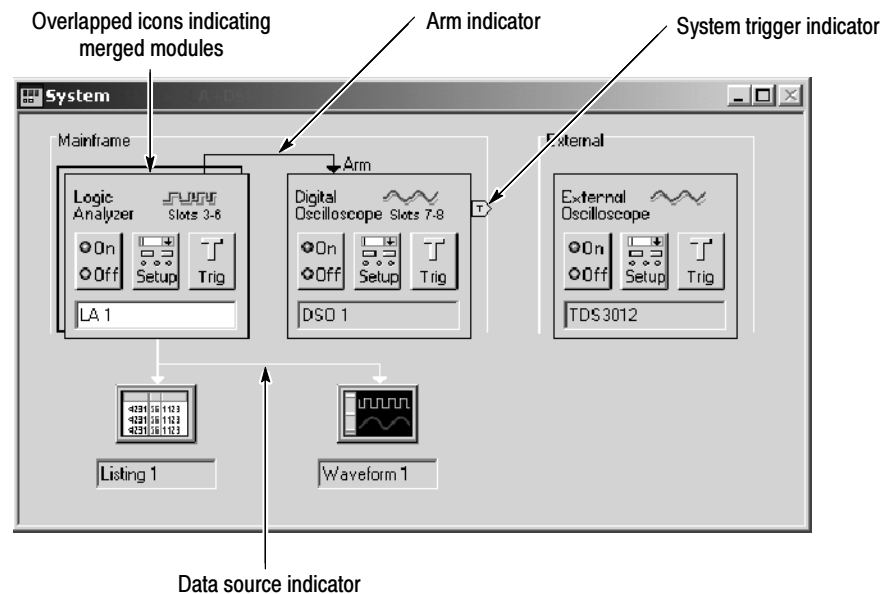 Overlapped icons indicating
merged modules
Arm indicator
System trigger indicator
System
Mainframe
External
Arm
Logic
Analyzer
Slots 3-6
Digital
Oscilloscope Slots 7-8
T
External
Oscilloscope
On
Off
Setup
Trig
On
Off
Setup
Trig
On
Off
Setup
Trig
LA 1
DSO 1
TDS3012
Listing 1
Waveform 1
Data source indicator